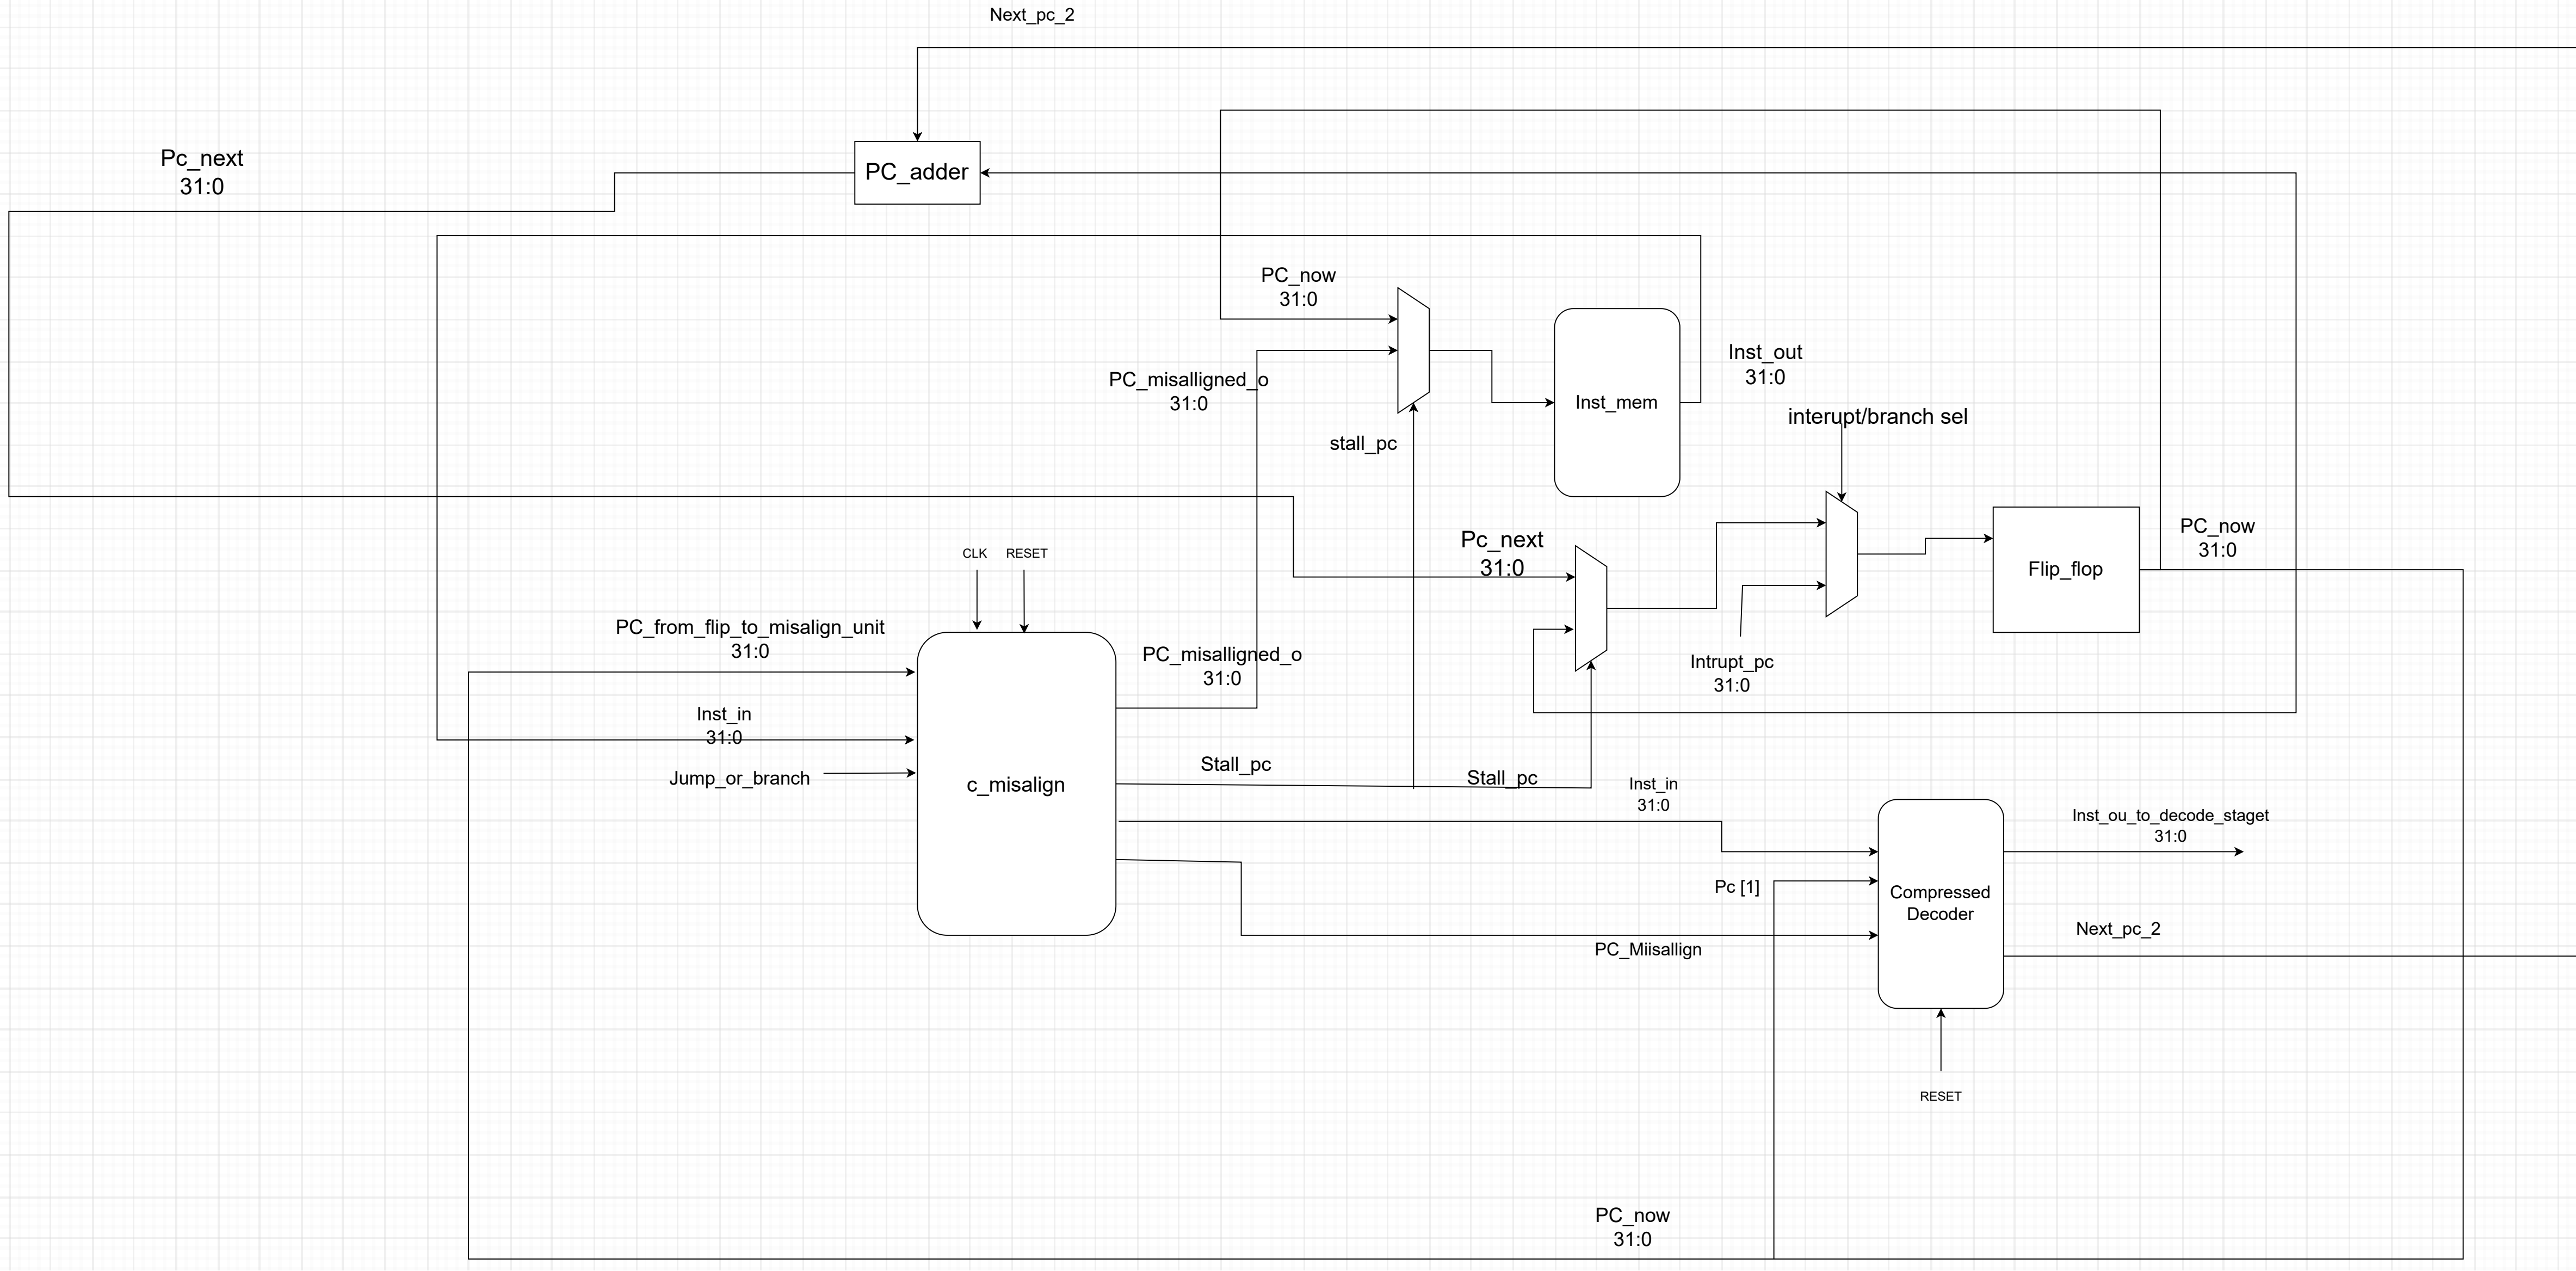 Next_pc_2
Pc_next
31:0
PC_adder
PC_now
31:0
PC_misalligned_o
31:0
Inst_out
31:0
Inst_mem
interupt/branch sel
stall_pc
Pc_next
31:0
PC_now
31:0
Flip_flop
CLK
RESET
PC_from_flip_to_misalign_unit
31:0
PC_misalligned_o
31:0
Intrupt_pc
31:0
Inst_in
31:0
Jump_or_branch
c_misalign
Stall_pc
Stall_pc
Inst_in
31:0
Inst_ou_to_decode_staget
31:0
Pc [1]
Compressed
Decoder
PC_Miisallign
Next_pc_2
RESET
PC_now
31:0